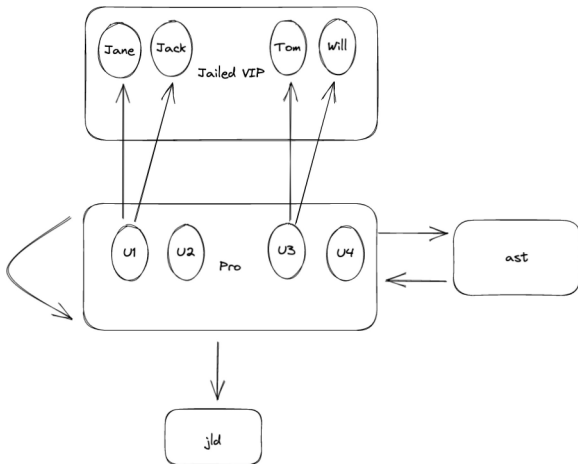 Jane
Jack
Tom
Will
Jailed VIP
U1
U2
U3
U4
Pro
ast
jld